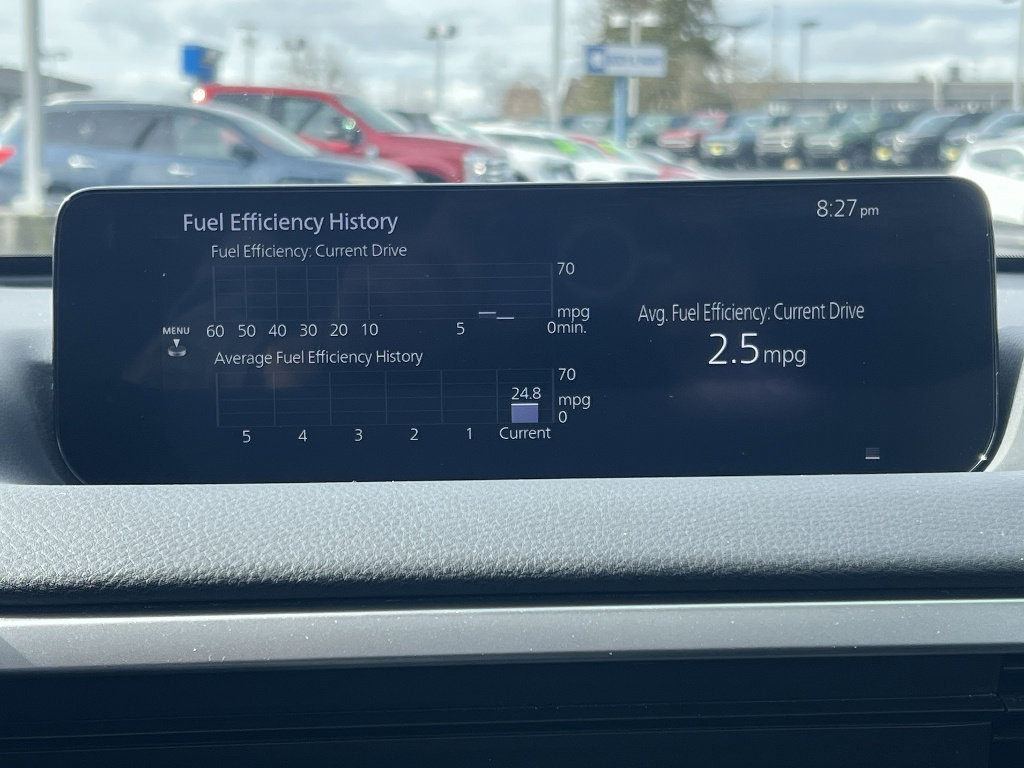 8:27 pm
Fuel Efficiency History
Fuel Efficiency: Current Drive
70
mpg
MENU
60 50 40 30 20 10 5 0min.
Avg. Fuel Efficiency: Current Drive
2.5 mpg
Average Fuel Efficiency History
70
24.8
mpg
0
5 4 3 2 1 Current